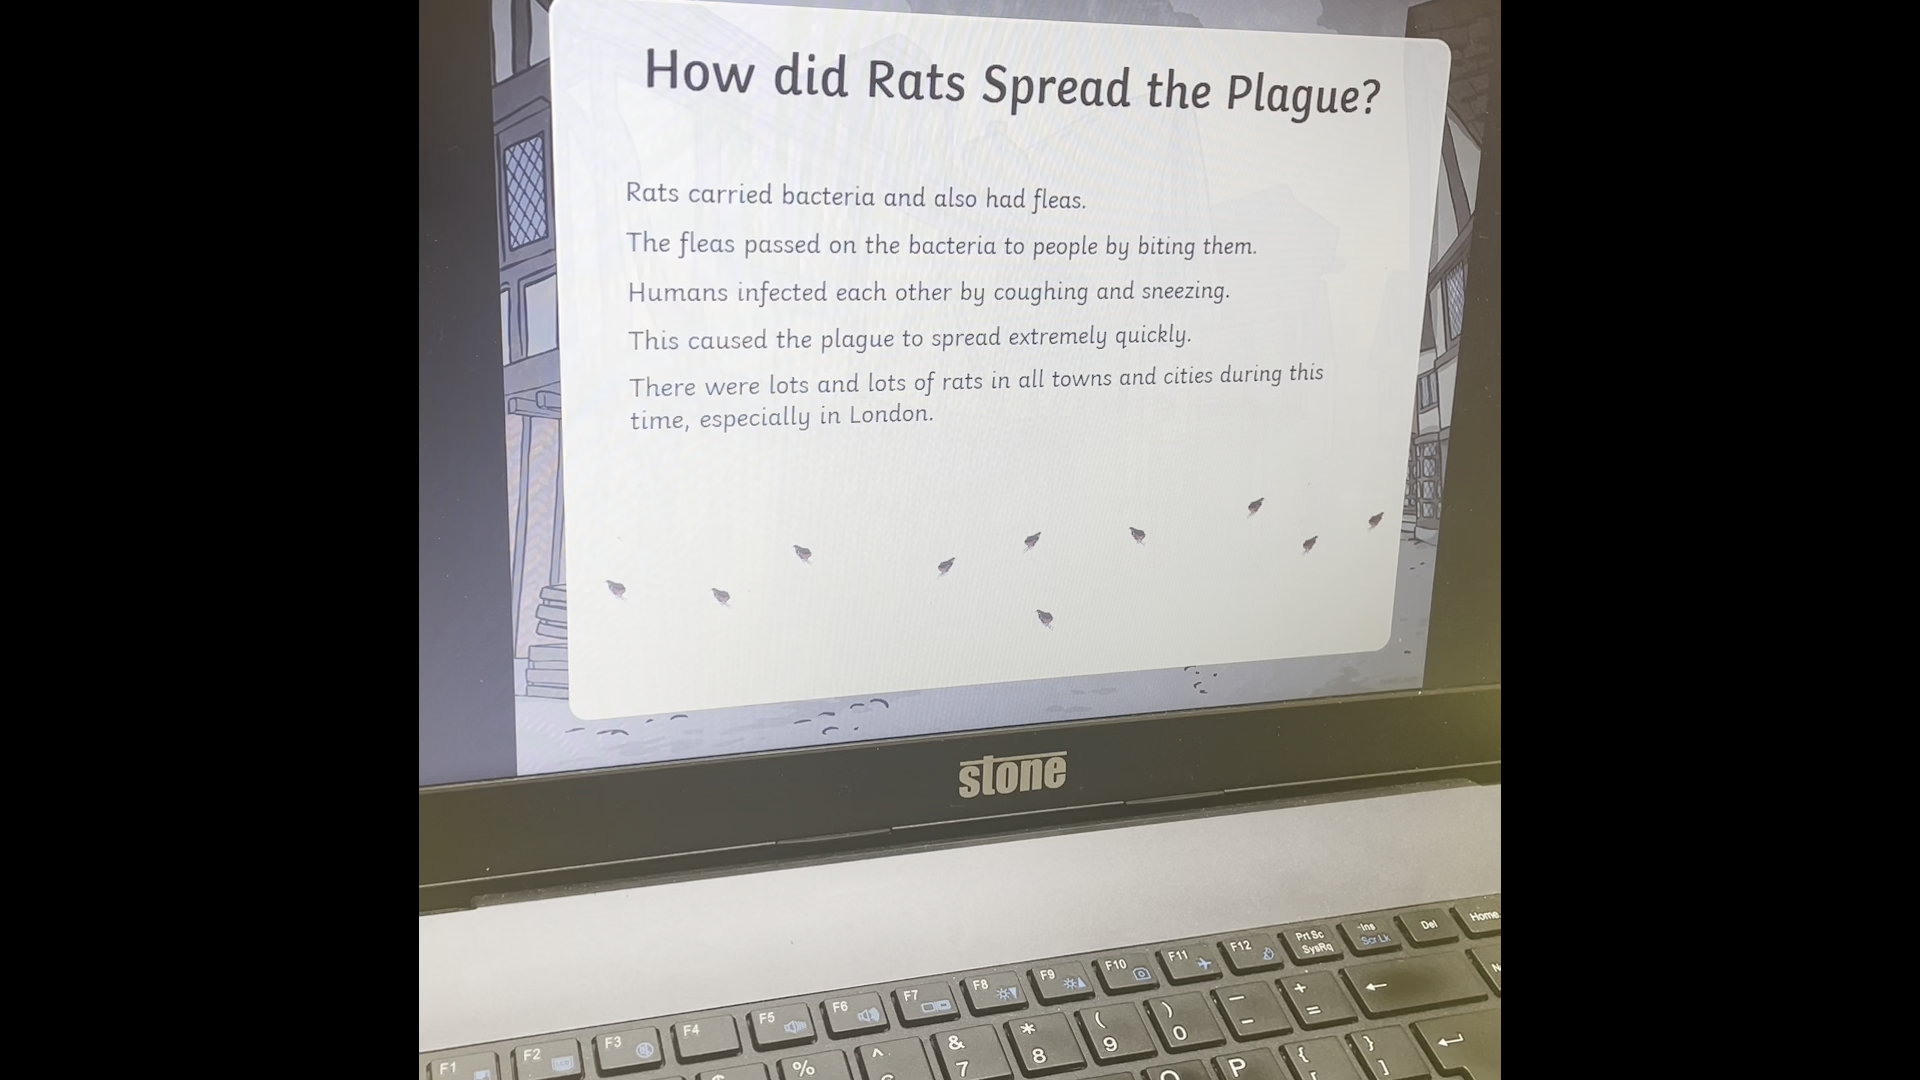 How did Rats Spread the Plague?
Rats carried bacteria and also had fleas.
The fleas passed on the bacteria to people by biting them.
Humans infected each other by coughing and sneezing.
This caused the plague to spread extremely quickly.
There were lots and lots of rats in all towns and cities during this
time, especially in London.
stone
F1 F2 F3 F4 F5 F6 F7 F8 F9 F10 F11 F12 Prt Sc SysRq Ins Scr Lk Del Home
% ^ & 7 * 8 ( 9 ) 0 - + =
P { } ]